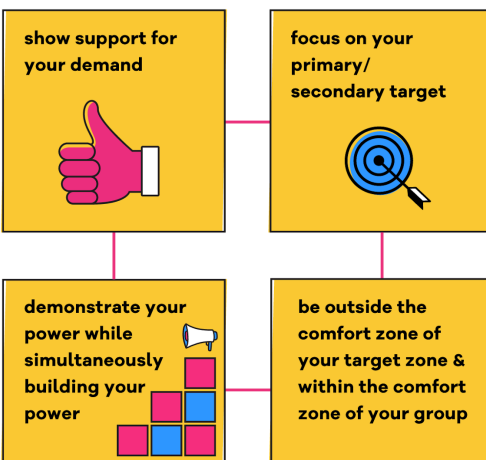 show support for
your demand
focus on your
primary/
secondary target
demonstrate your
power while
simultaneously
building your
power
be outside the
comfort zone of
your target zone &
within the comfort
zone of your group